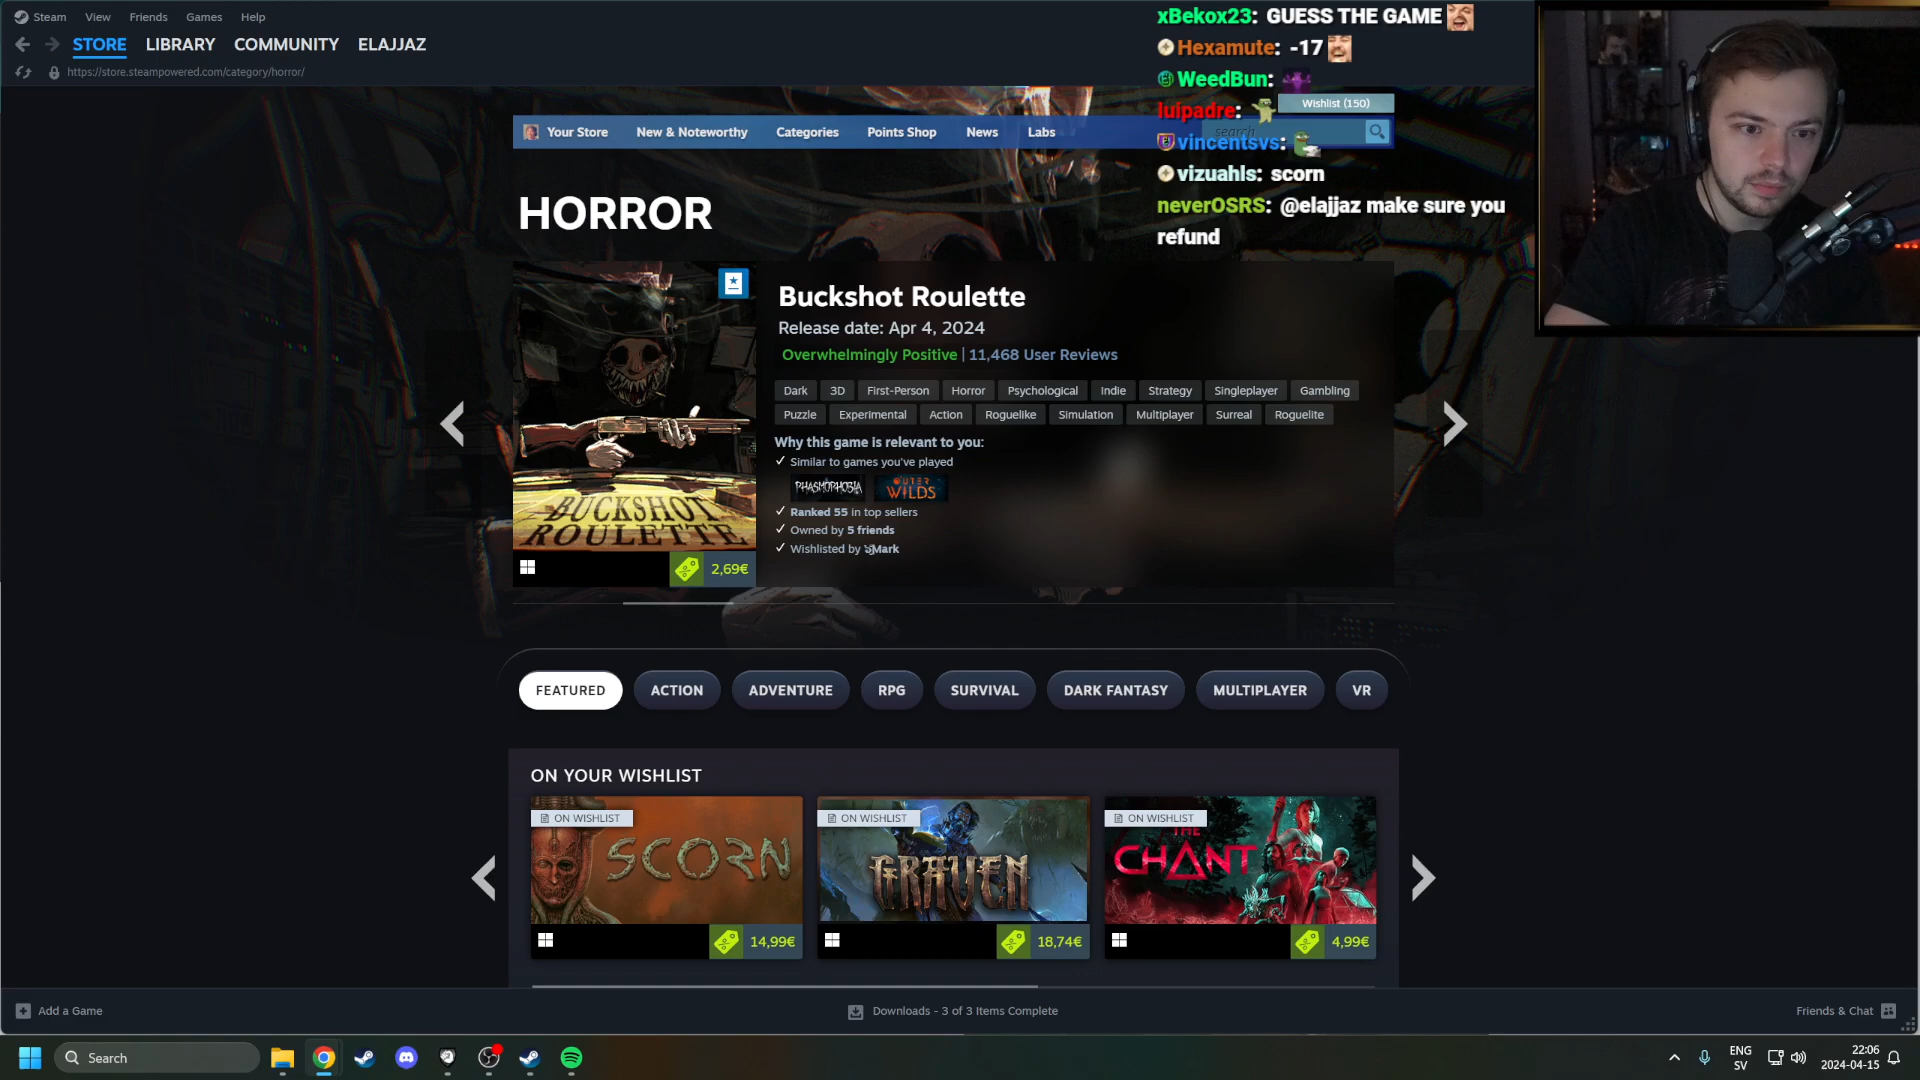 Steam View Friends Games Help
STORE LIBRARY COMMUNITY ELAJJAZ
https://store.steampowered.com/category/horror/
xBekox23: GUESS THE GAME
Hexamute: -17
WeedBun:
luipadre:
vincentsvs:
vizuahls: scorn
neverOSRS: @elajjaz make sure you
refund
Wishlist (150)
Your Store New & Noteworthy Categories Points Shop News Labs search
HORROR
Buckshot Roulette
Release date: Apr 4, 2024
Overwhelmingly Positive | 11,468 User Reviews
Dark 3D First-Person Horror Psychological Indie Strategy Singleplayer Gambling
Puzzle Experimental Action Roguelike Simulation Multiplayer Surreal Roguelite
Why this game is relevant to you:
Similar to games you've played
PHASMOPHOBIA OUTER WILDS
Ranked 55 in top sellers
Owned by 5 friends
Wishlisted by Mark
BUCKSHOT
ROULETTE
2,69€
FEATURED ACTION ADVENTURE RPG SURVIVAL DARK FANTASY MULTIPLAYER VR
ON YOUR WISHLIST
ON WISHLIST ON WISHLIST ON WISHLIST
SCORN GRAVEN THE CHANT
14,99€ 18,74€ 4,99€
Add a Game Downloads - 3 of 3 Items Complete Friends & Chat
Search
ENG
SV
22:06
2024-04-15